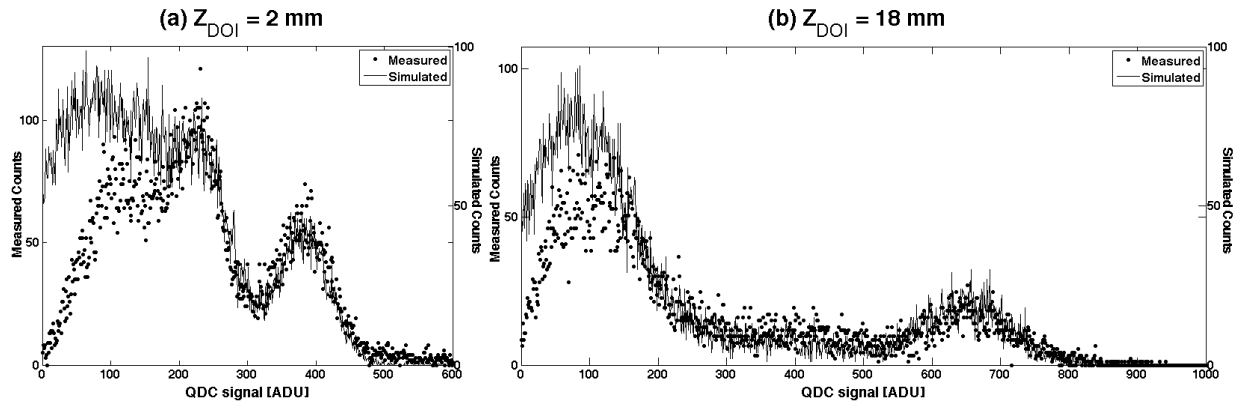 (a) Z_DOI = 2 mm
Measured Counts
100
50
0
100
50
0
Simulated Counts
Measured
Simulated
0 100 200 300 400 500 600
QDC signal [ADU]
(b) Z_DOI = 18 mm
Measured Counts
100
50
0
100
50
0
Simulated Counts
Measured
Simulated
0 100 200 300 400 500 600 700 800 900 1000
QDC signal [ADU]